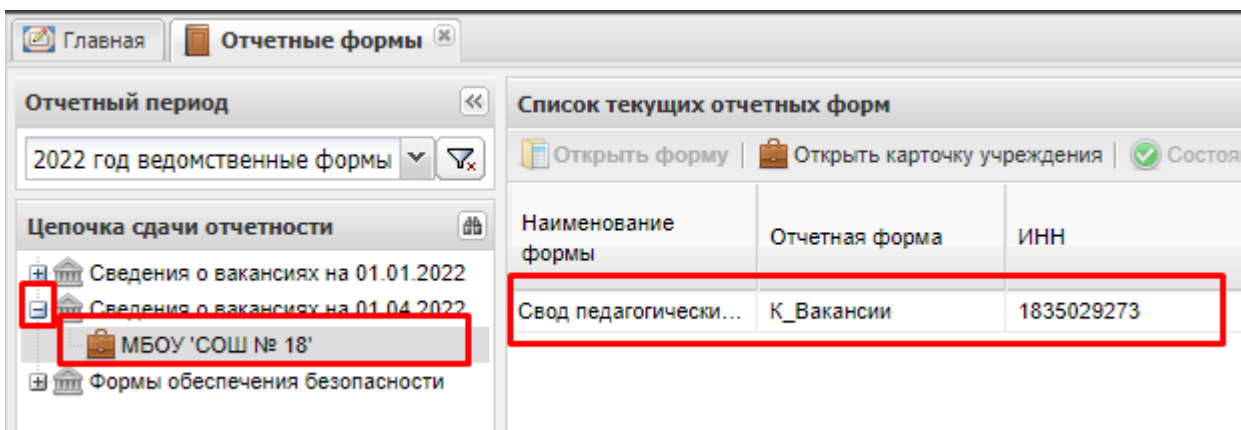 Главная
Отчетные формы
Отчетный период
2022 год ведомственные формы
Цепочка сдачи отчетности
Сведения о вакансиях на 01.01.2022
Сведения о вакансиях на 01.04.2022
МБОУ 'СОШ № 18'
Формы обеспечения безопасности
Список текущих отчетных форм
Открыть форму | Открыть карточку учреждения | Состоя
Наименование
формы
Отчетная форма
ИНН
Свод педагогически... К_Вакансии 1835029273